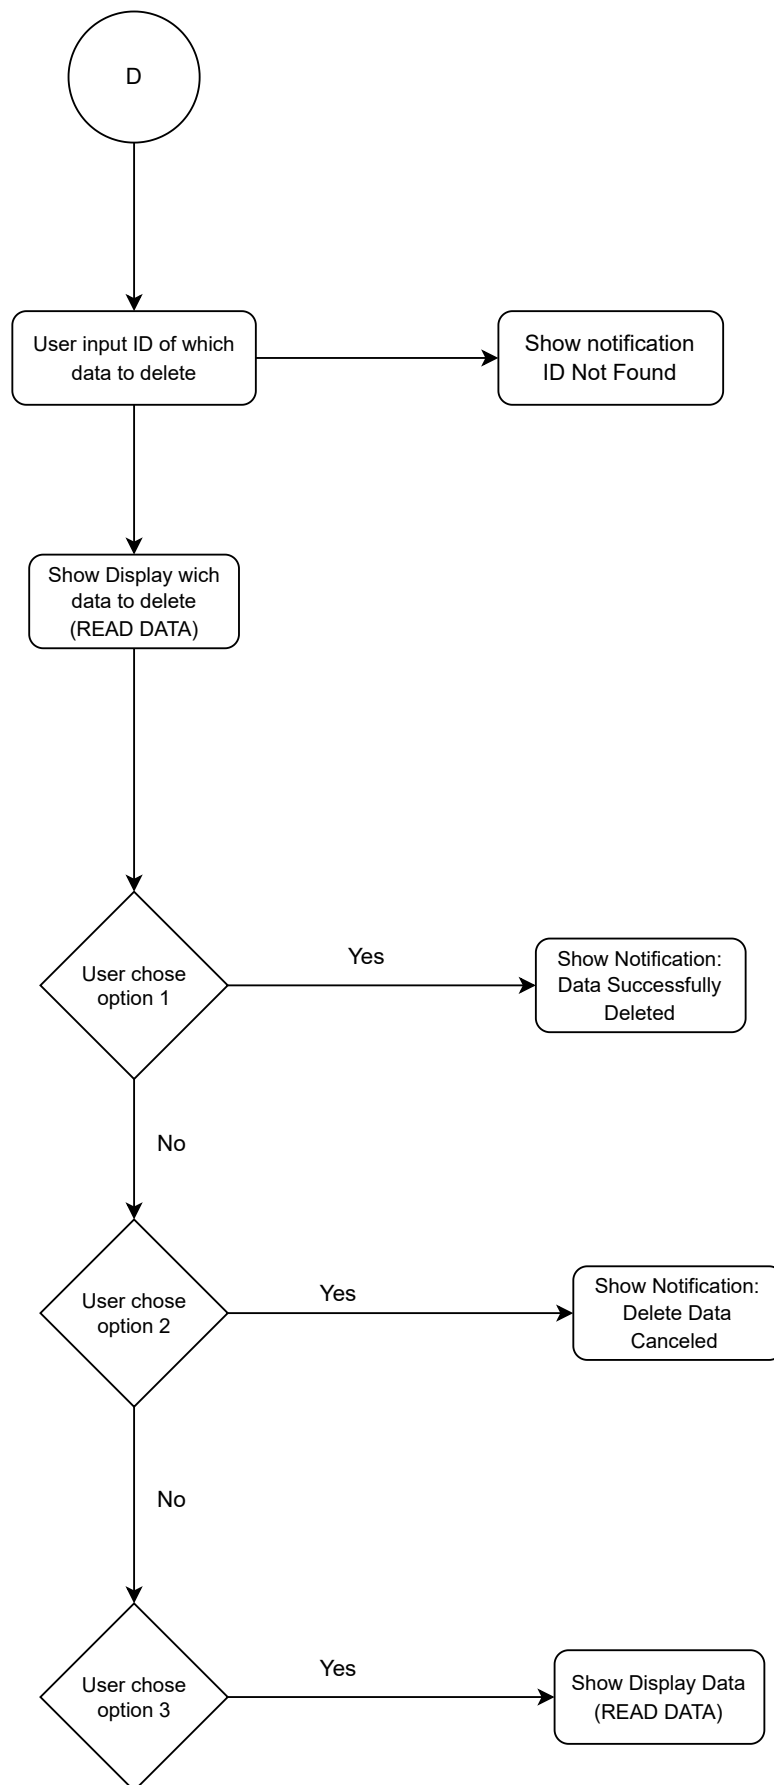 D
User input ID of which
data to delete
Show notification
ID Not Found
Show Display wich
data to delete
(READ DATA)
User chose
option 1
Yes
Show Notification:
Data Successfully
Deleted
No
User chose
option 2
Yes
Show Notification:
Delete Data
Canceled
No
User chose
option 3
Yes
Show Display Data
(READ DATA)